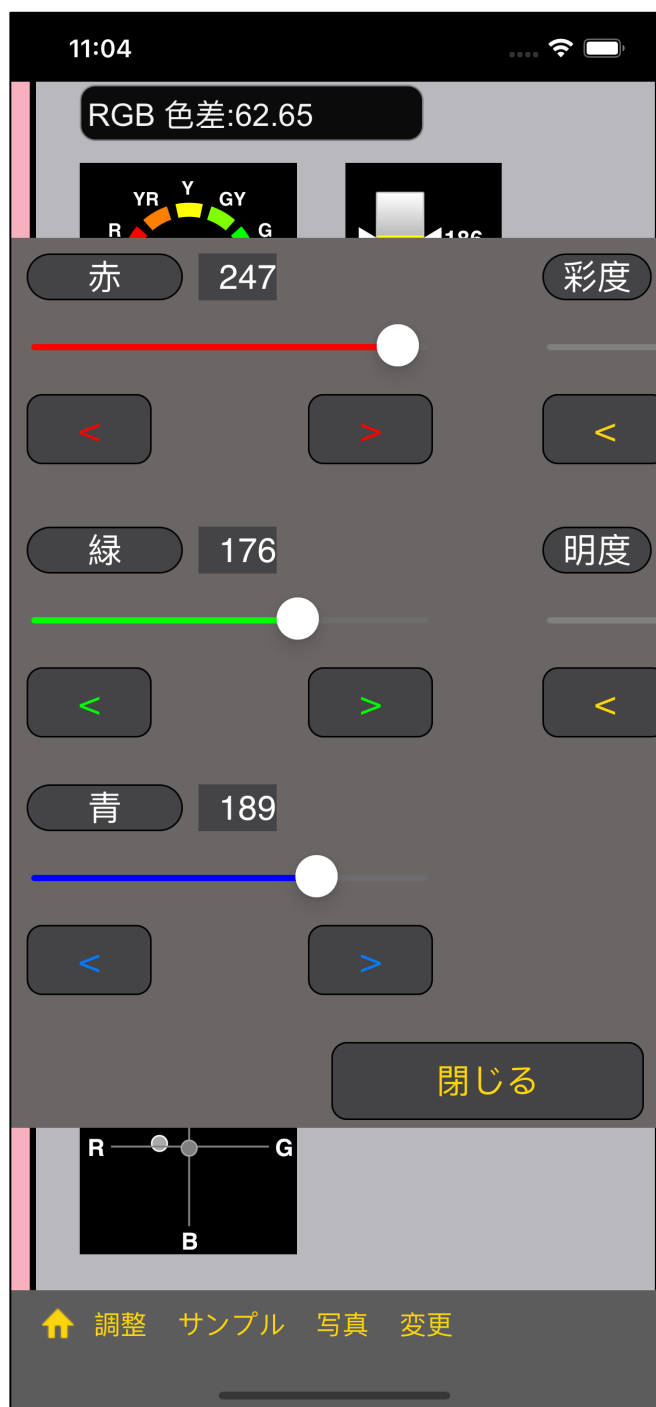 11:04
RGB 色差:62.65
YR Y GY
R G
186
赤 247 彩度
< > <
緑 176 明度
< > <
青 189
< >
閉じる
R G
B
調整 サンプル 写真 変更